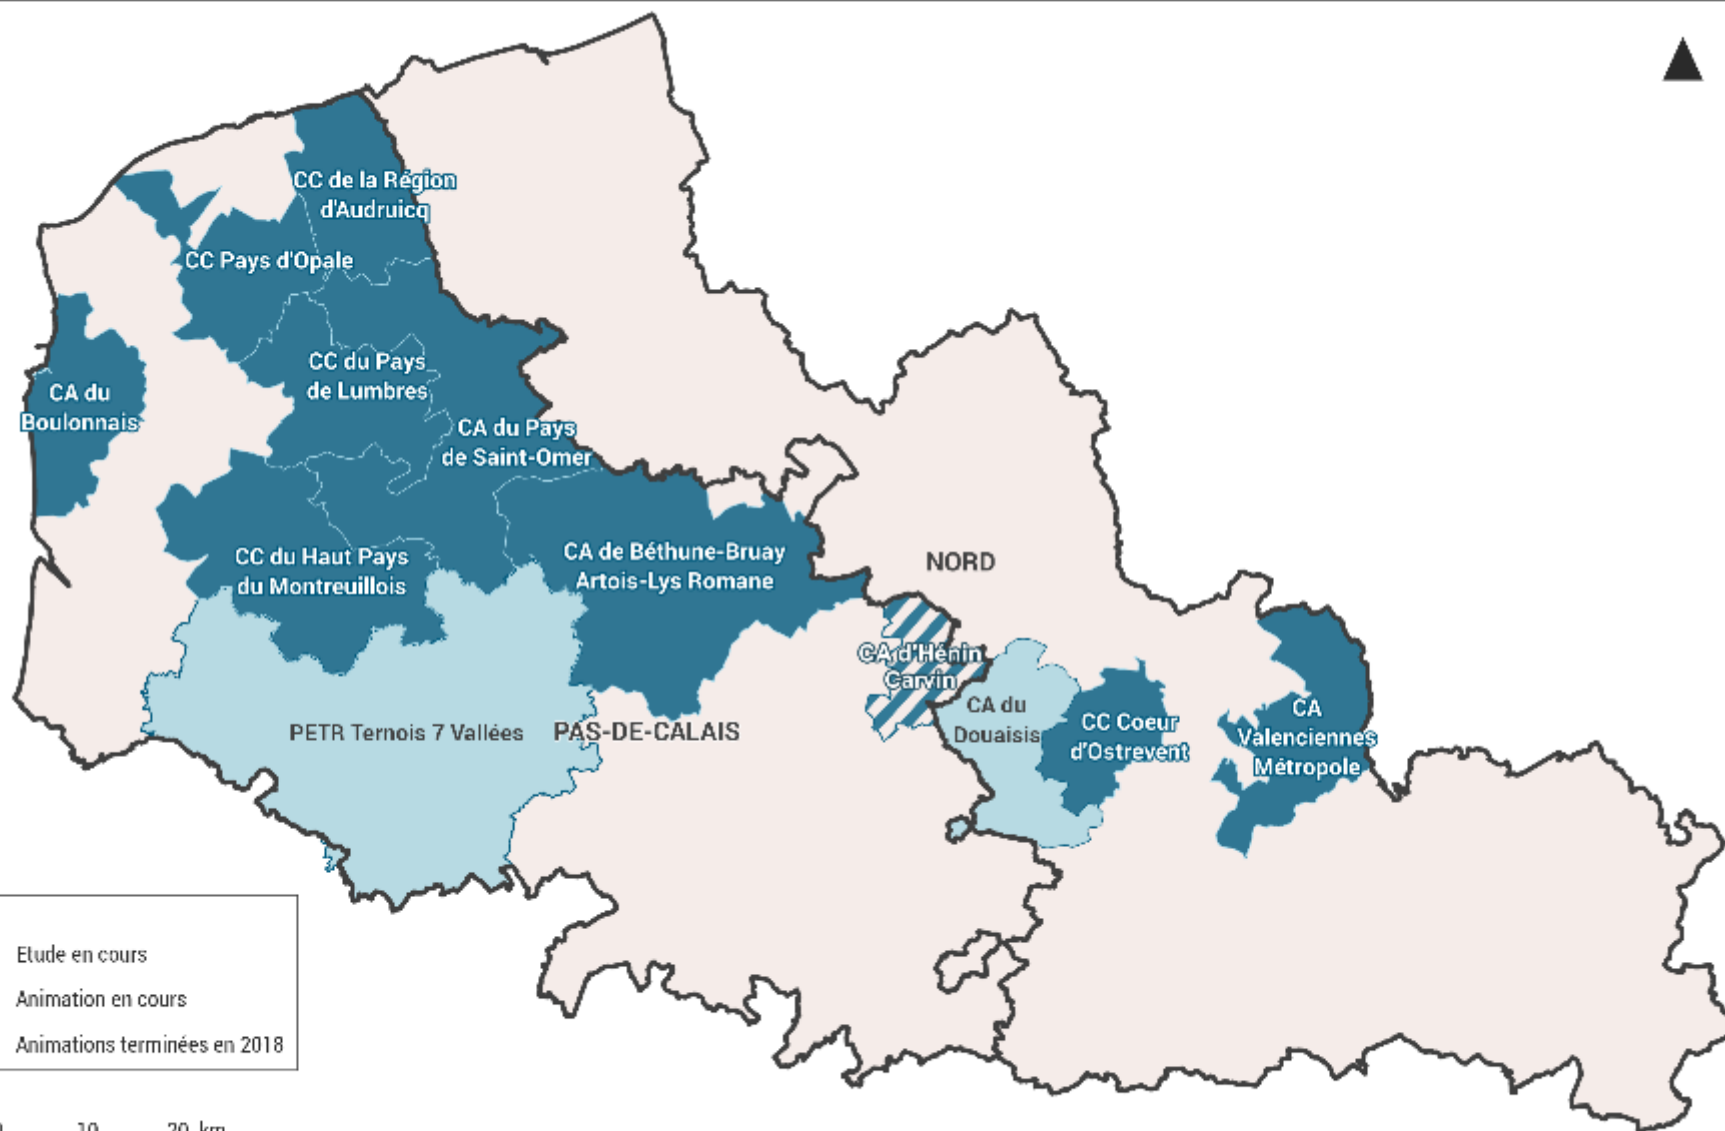 CC de la Région
d'Audruicq
CC Pays d'Opale
CC du Pays
de Lumbres
CA du
Boulonnais
CA du Pays
de Saint-Omer
CC du Haut Pays
du Montreuillois
CA de Béthune-Bruay
Artois-Lys Romane
NORD
CA d'Hénin
Carvin
CA du
Douaisis
CC Coeur
d'Ostrevent
CA
Valenciennes
Métropole
PETR Ternois 7 Vallées
PAS-DE-CALAIS
Etude en cours
Animation en cours
Animations terminées en 2018
10 20 km